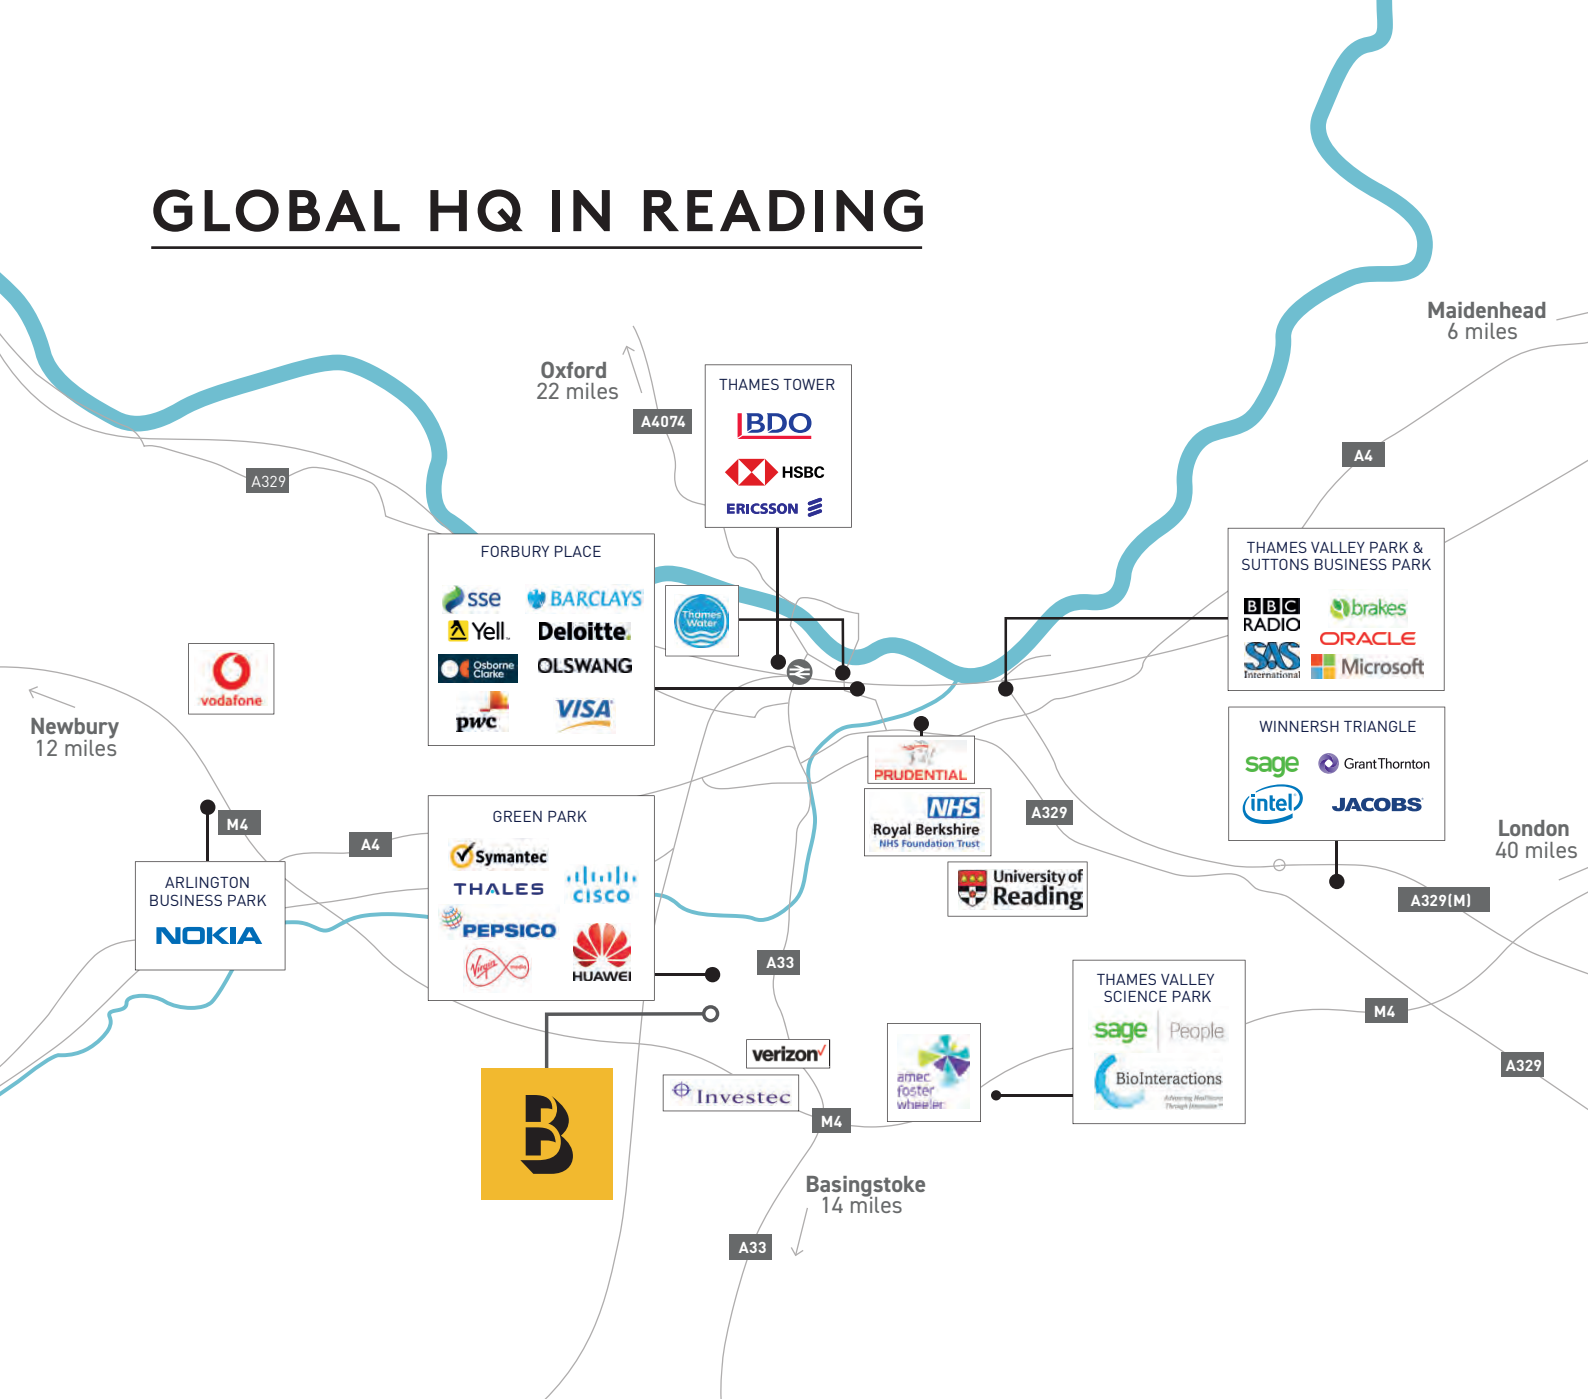 GLOBAL HQ IN READING
Maidenhead
6 miles
Oxford
22 miles
A4074
A4
A329
THAMES TOWER
BDO
HSBC
ERICSSON
FORBURY PLACE
sse
BARCLAYS
Yell
Deloitte.
Osborne
Clarke
OLSWANG
pwc
VISA
Thames
Water
THAMES VALLEY PARK &
SUTTONS BUSINESS PARK
BBC
RADIO
brakes
ORACLE
SAS
International
Microsoft
vodafone
Newbury
12 miles
PRUDENTIAL
NHS
Royal Berkshire
NHS Foundation Trust
University of
Reading
WINNERSH TRIANGLE
sage
Grant Thornton
intel
JACOBS
London
40 miles
A329
A329(M)
M4
A4
GREEN PARK
Symantec
THALES
CISCO
PEPSICO
Virgin media
HUAWEI
ARLINGTON
BUSINESS PARK
NOKIA
A33
verizon
Investec
M4
amec
foster
wheeler
THAMES VALLEY
SCIENCE PARK
sage People
BioInteractions
Advancing Healthcare
Through Innovation™
M4
A329
B
Basingstoke
14 miles
A33